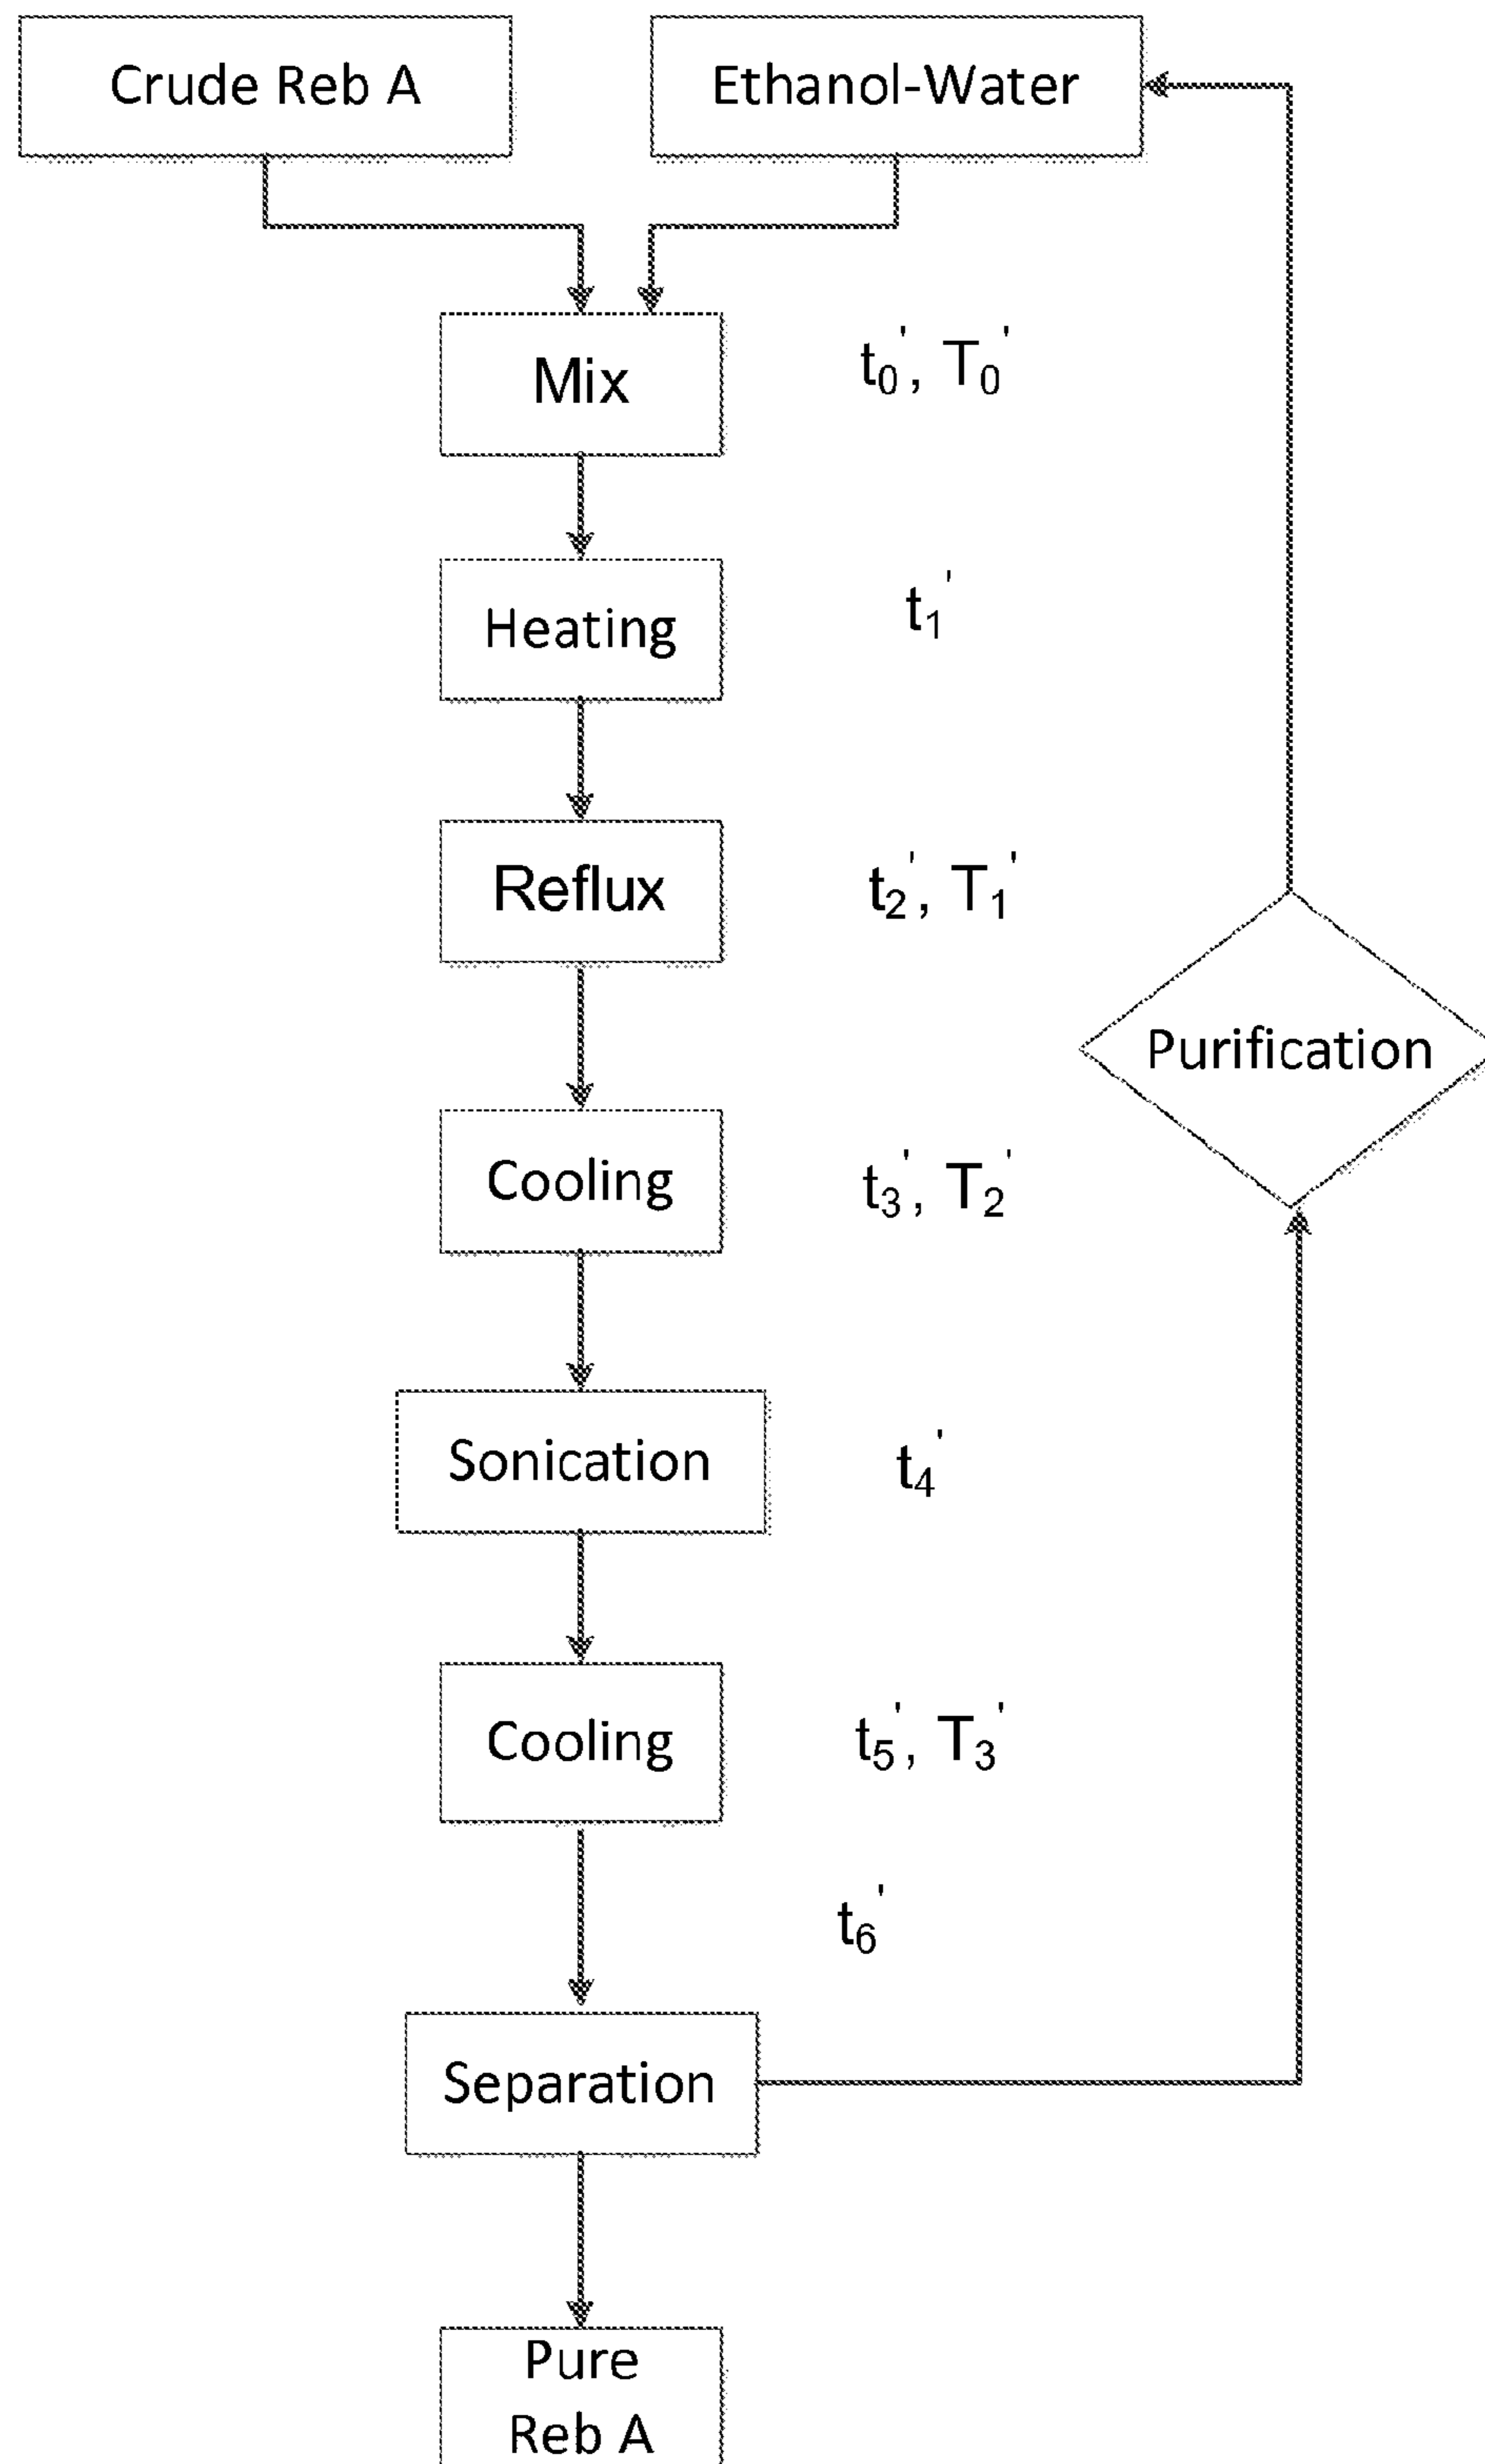 Crude Reb A
Ethanol-Water
Mix
t₀', T₀'
Heating
t₁'
Reflux
t₂', T₁'
Purification
Cooling
t₃', T₂'
Sonication
t₄'
Cooling
t₅', T₃'
t₆'
Separation
Pure
Reb A